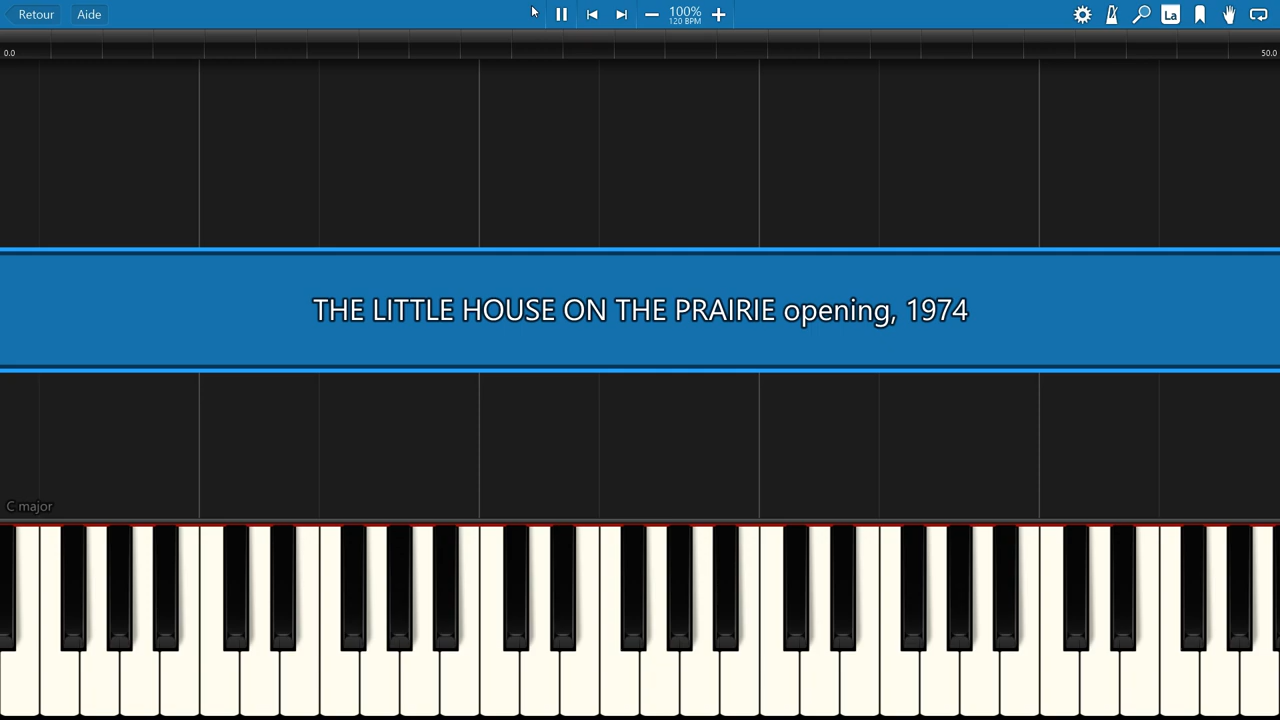 Retour
Aide
100%
120 BPM
La
0.0
50.0
THE LITTLE HOUSE ON THE PRAIRIE opening, 1974
C major